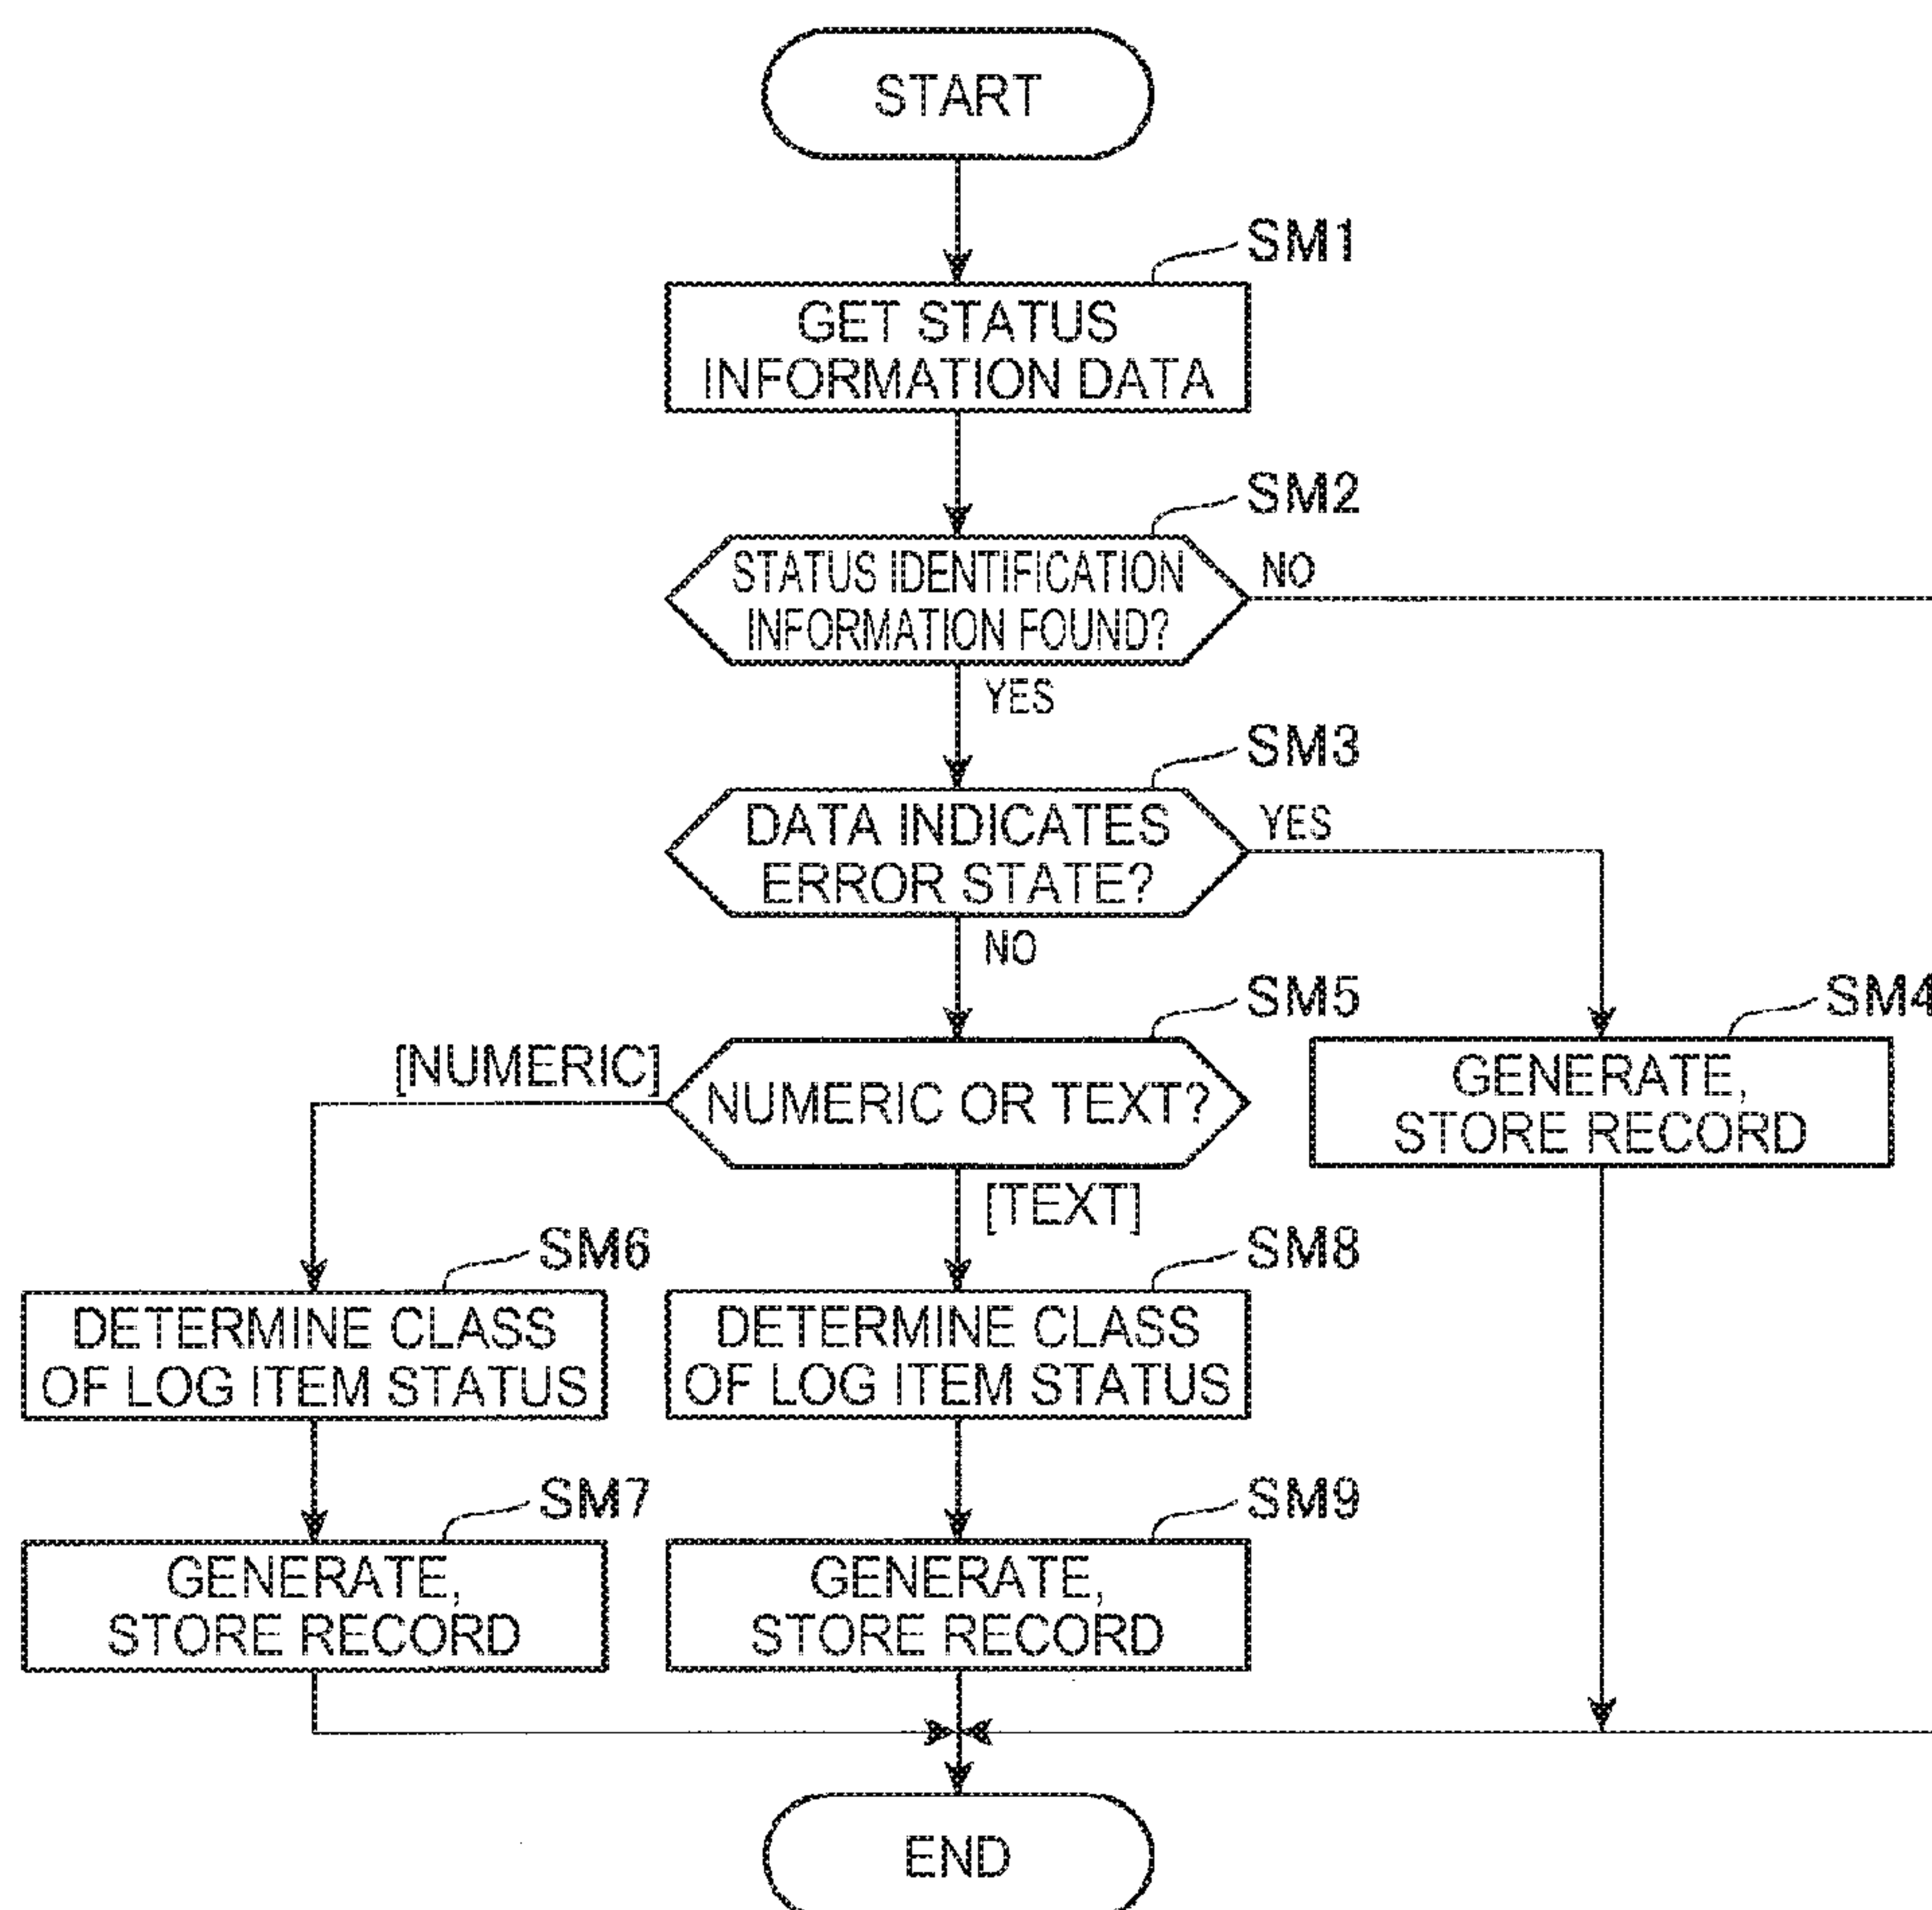 START
SM1
GET STATUS
INFORMATION DATA
SM2
STATUS IDENTIFICATION
INFORMATION FOUND?
NO
YES
SM3
DATA INDICATES
ERROR STATE?
YES
NO
SM5
SM4
[NUMERIC]
NUMERIC OR TEXT?
GENERATE,
STORE RECORD
[TEXT]
SM6
SM8
DETERMINE CLASS
OF LOG ITEM STATUS
DETERMINE CLASS
OF LOG ITEM STATUS
SM7
SM9
GENERATE,
STORE RECORD
GENERATE,
STORE RECORD
END